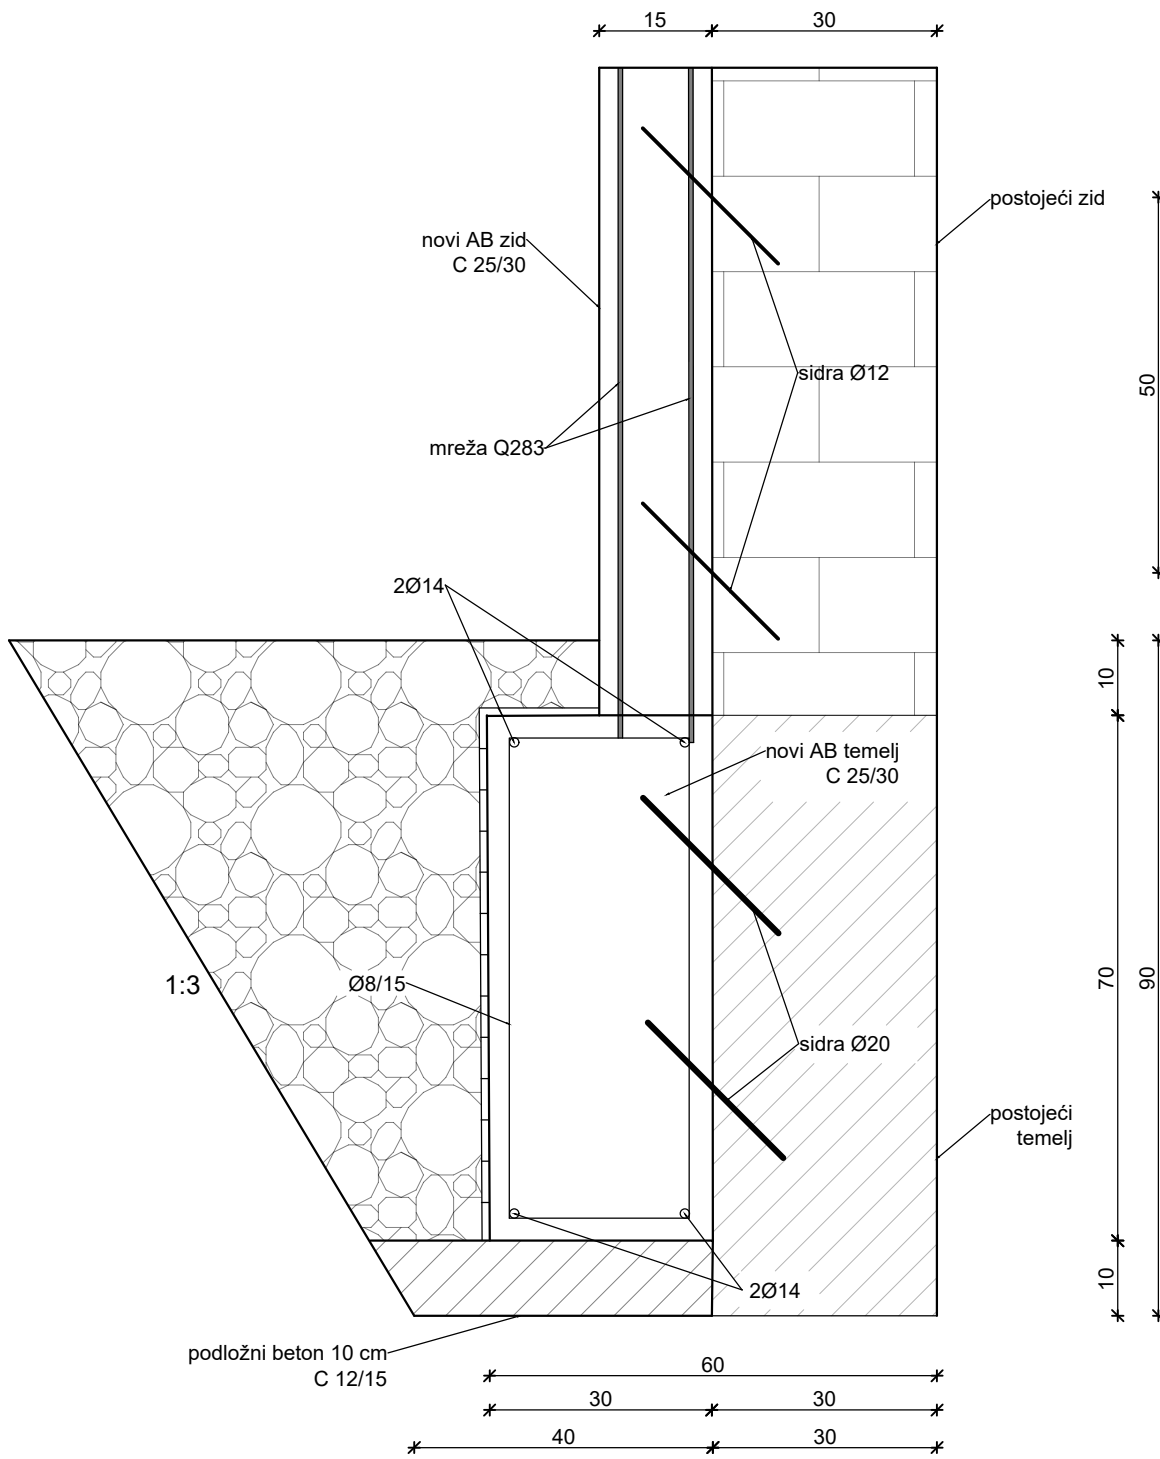 15
30
postojeći zid
novi AB zid
C 25/30
sidra Ø12
50
mreža Q283
2Ø14
10
novi AB temelj
C 25/30
1:3
Ø8/15
70
90
sidra Ø20
postojeći
temelj
10
2Ø14
podložni beton 10 cm
C 12/15
60
30
30
40
30